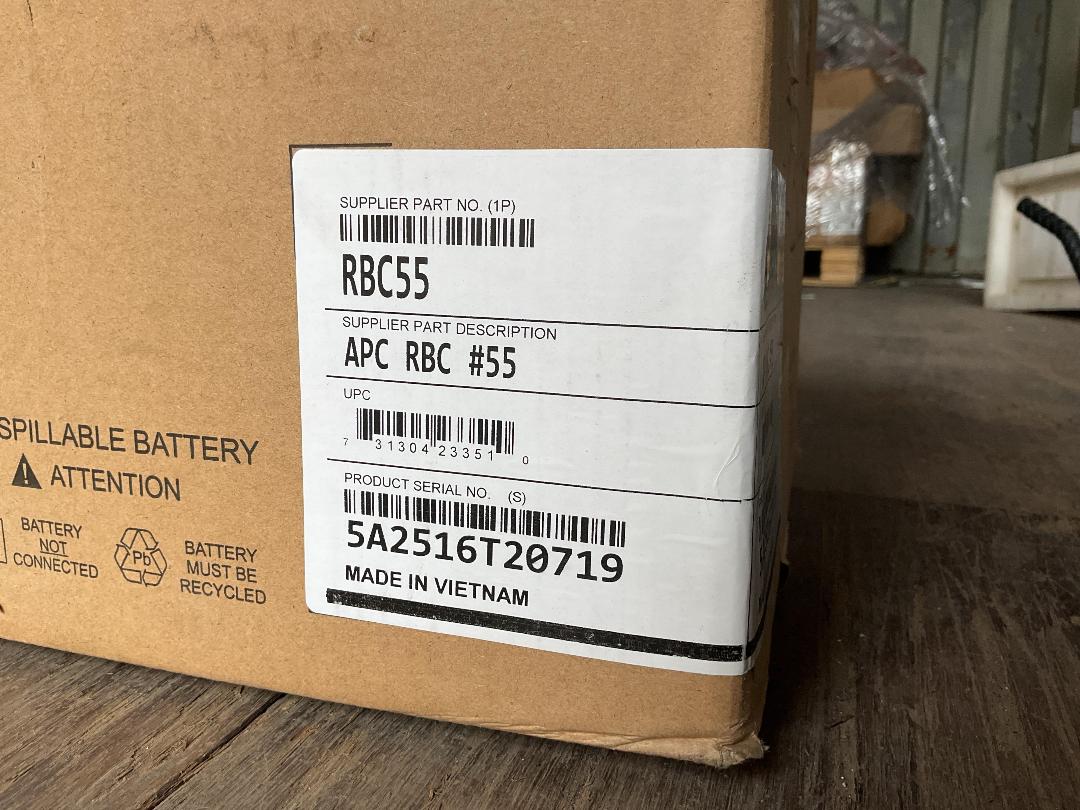 SUPPLIER PART NO. (1P)
RBC55
SUPPLIER PART DESCRIPTION
APC RBC #55
UPC
7 31304 23351 0
PRODUCT SERIAL NO. (S)
5A2516T20719
MADE IN VIETNAM
SPILLABLE BATTERY
ATTENTION
BATTERY
NOT
CONNECTED
Pb
BATTERY
MUST BE
RECYCLED